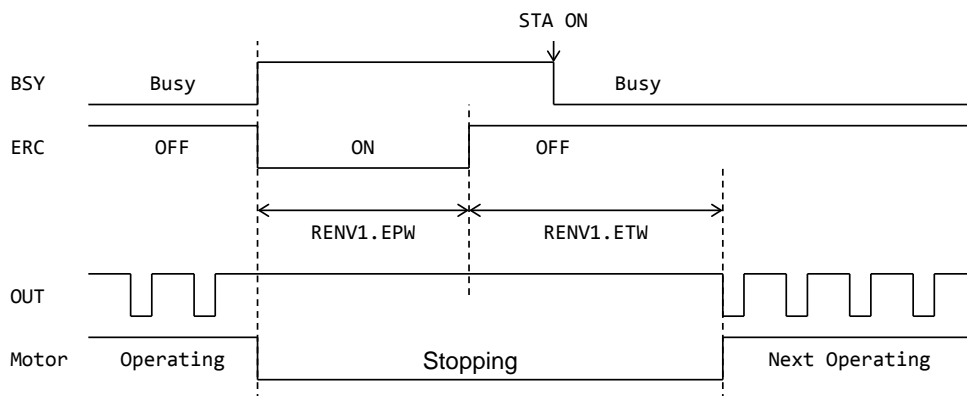 STA ON
BSY Busy Busy
ERC OFF ON OFF
RENV1.EPW RENV1.ETW
OUT
Motor Operating Stopping Next Operating